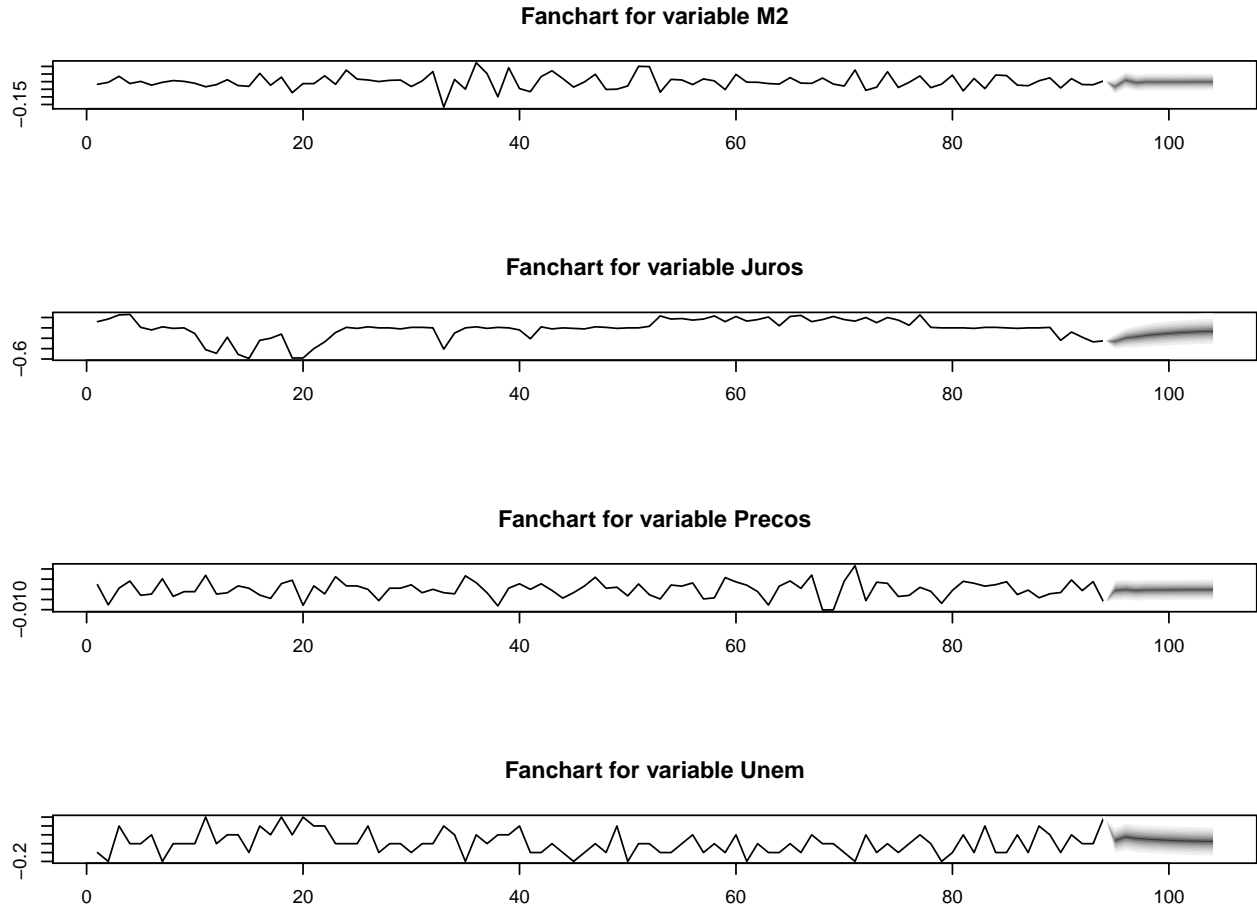 Fanchart for variable M2
−0.15
0 20 40 60 80 100
Fanchart for variable Juros
−0.6
0 20 40 60 80 100
Fanchart for variable Precos
−0.010
0 20 40 60 80 100
Fanchart for variable Unem
−0.2
0 20 40 60 80 100